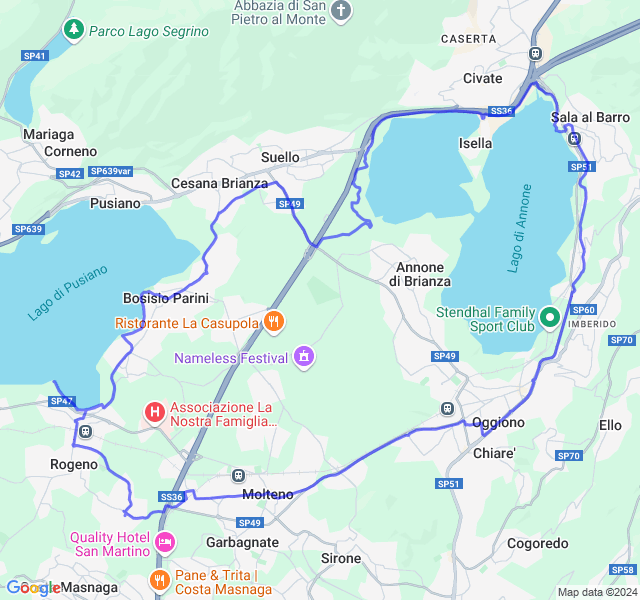 Abbazia di San
Pietro al Monte
Parco Lago Segrino
CASERTA
SP41
Civate
SS36
Mariaga
Corneno
Sala al Barro
Isella
Suello
SP51
SP639var
SP42
Cesana Brianza
Pusiano
SP49
SP639
Lago di Annone
Lago di Pusiano
Annone
di Brianza
Bosisio Parini
Stendhal Family
Sport Club
SP60
IMBERIDO
Ristorante La Casupola
SP70
Nameless Festival
SP49
SP47
Associazione La
Nostra Famiglia...
Oggiono
Ello
Chiare'
SP70
Rogeno
SP51
SS36
Molteno
SP49
Quality Hotel
San Martino
Garbagnate
Cogoredo
Sirone
SP58
Pane & Trita |
Costa Masnaga
Masnaga
Google
Map data ©2024